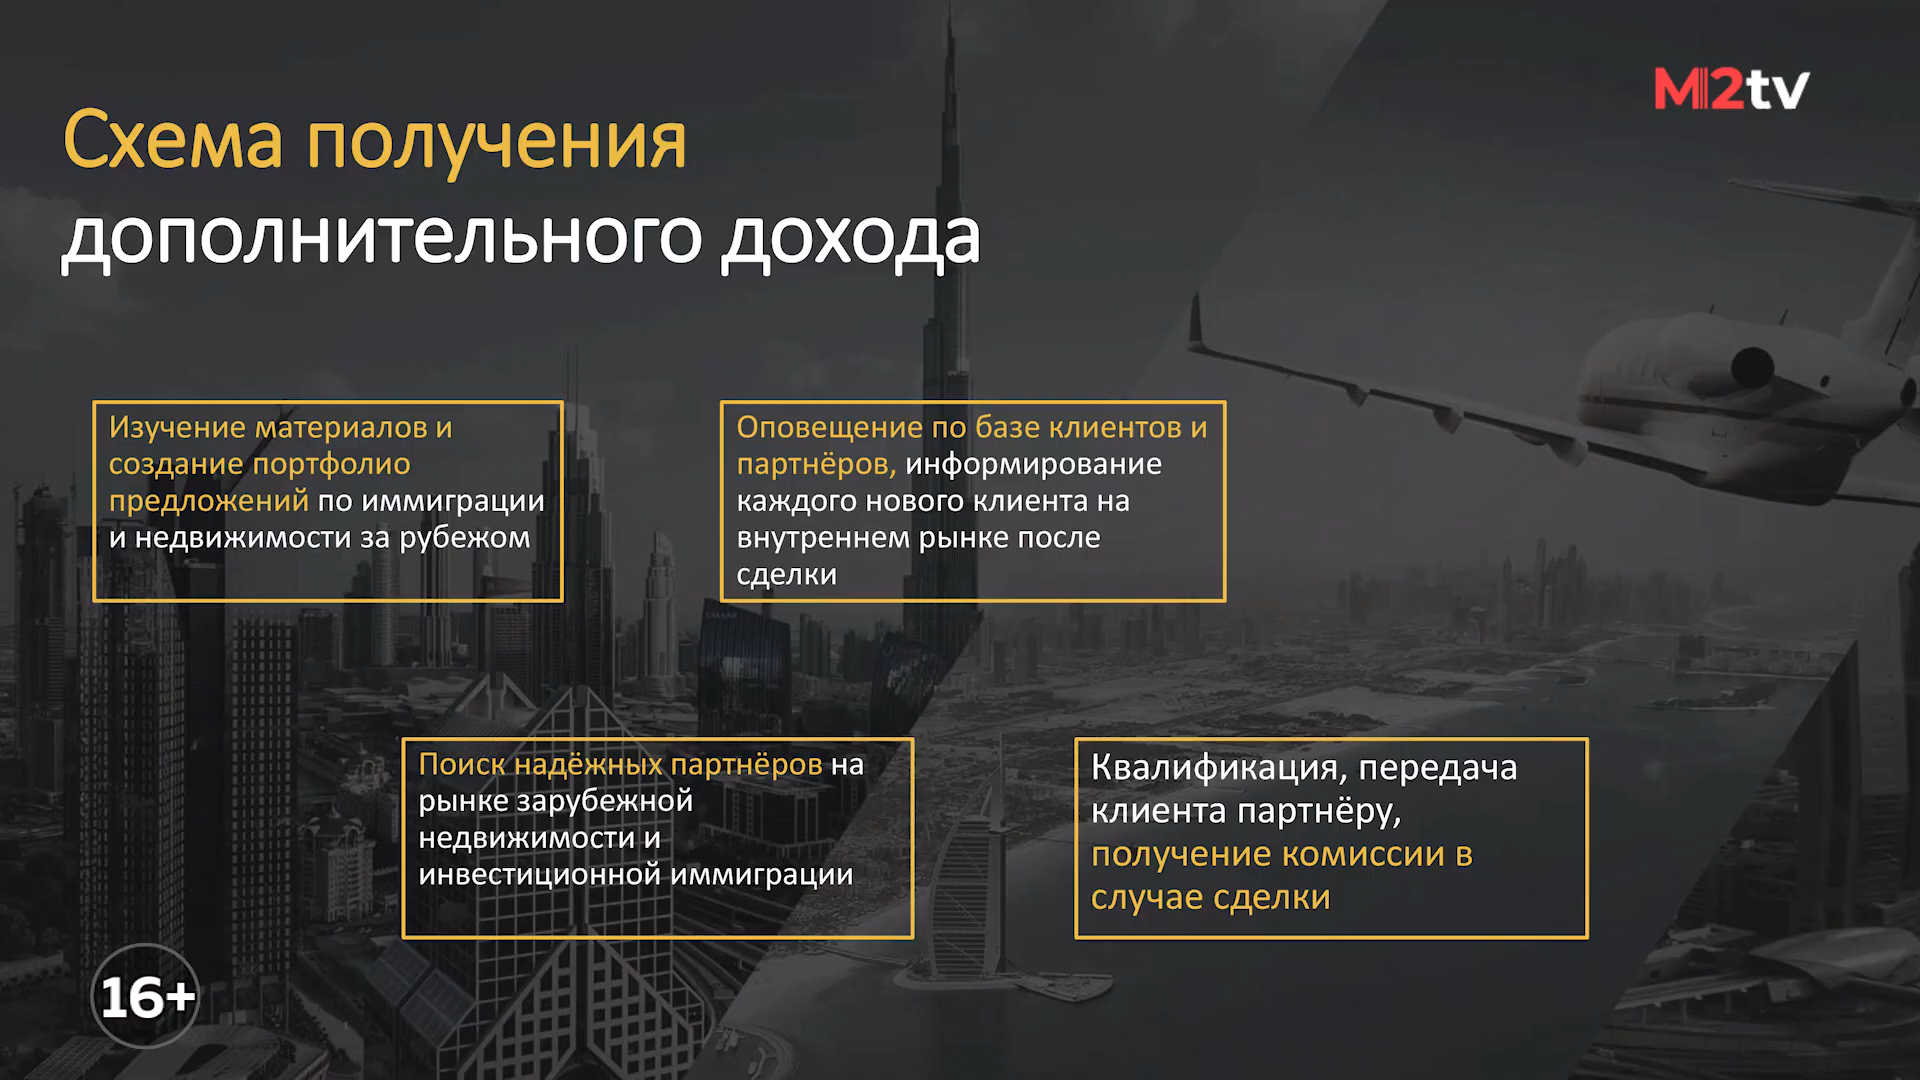 M2tv
Схема получения
дополнительного дохода
Изучение материалов и
создание портфолио
предложений по иммиграции
и недвижимости за рубежом
Оповещение по базе клиентов и
партнёров, информирование
каждого нового клиента на
внутреннем рынке после
сделки
Поиск надёжных партнёров на
рынке зарубежной
недвижимости и
инвестиционной иммиграции
Квалификация, передача
клиента партнёру,
получение комиссии в
случае сделки
16+